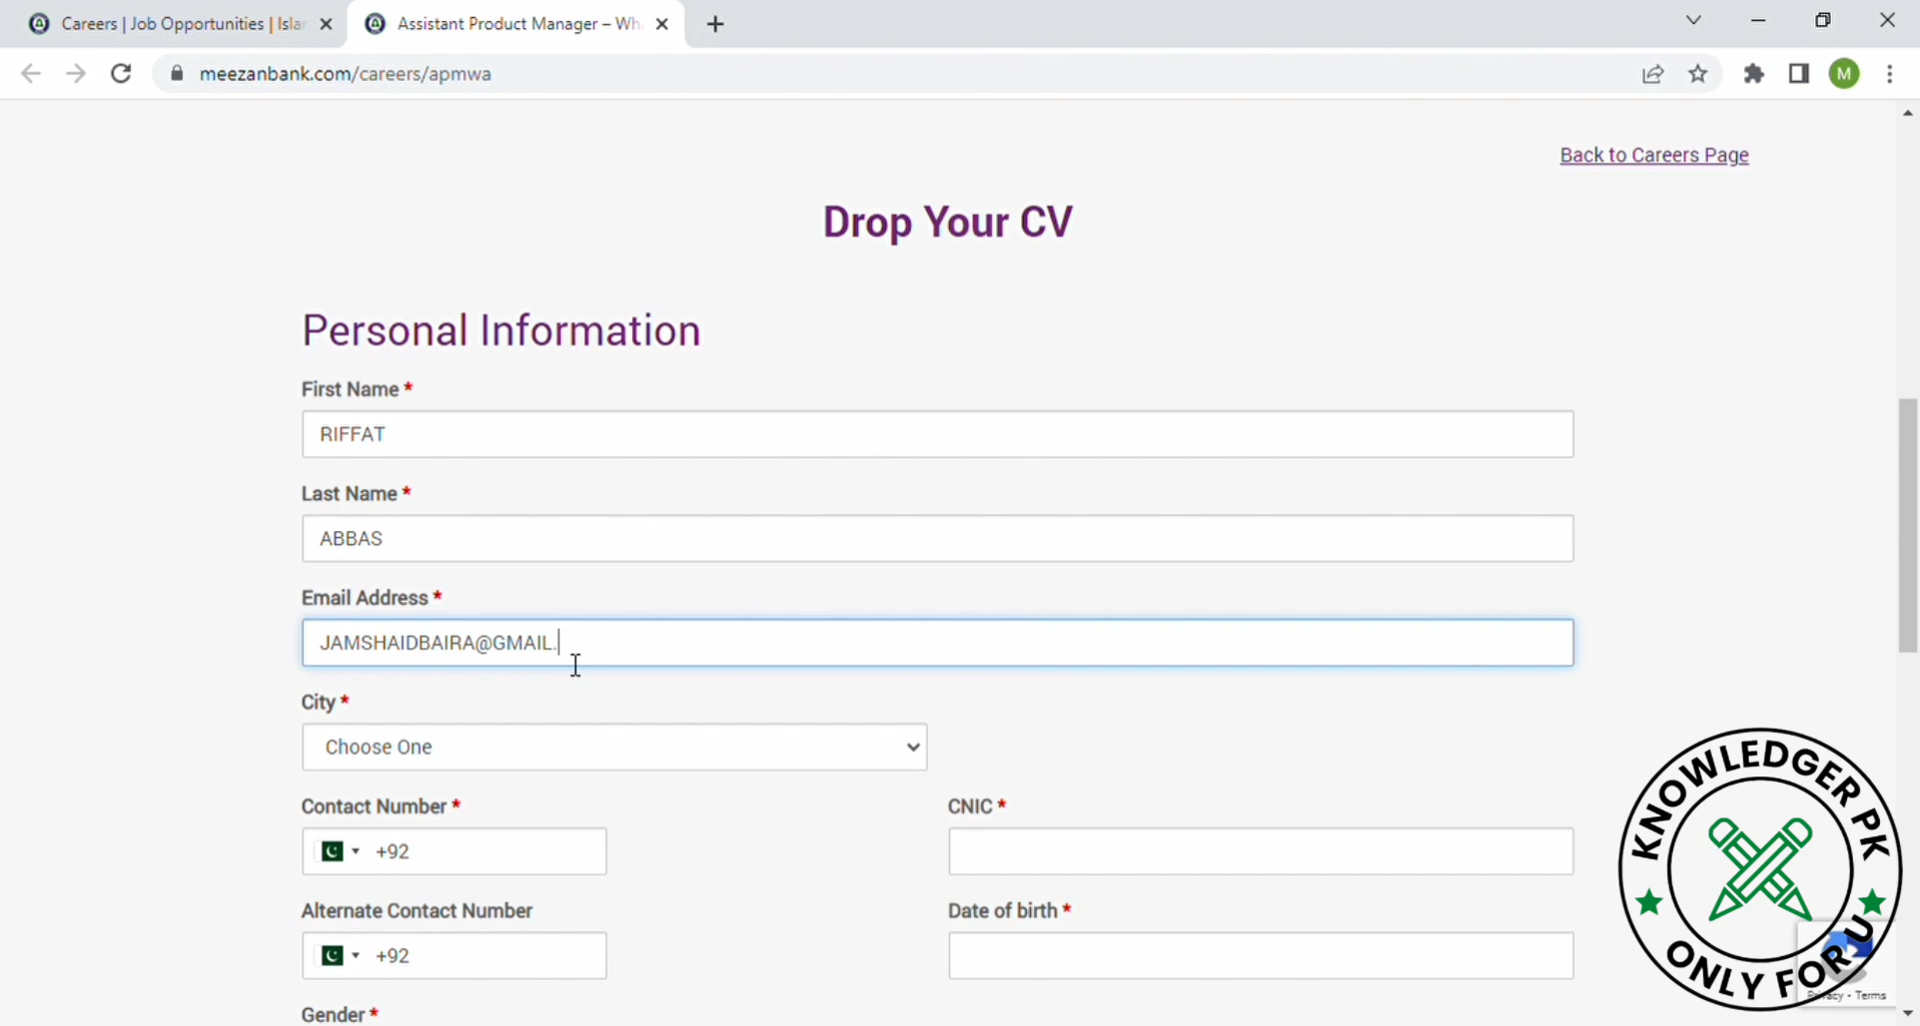 Careers | Job Opportunities | Islar
Assistant Product Manager – Wh
meezanbank.com/careers/apmwa
M
Back to Careers Page
Drop Your CV
Personal Information
First Name *
RIFFAT
Last Name *
ABBAS
Email Address *
JAMSHAIDBAIRA@GMAIL.
City *
Choose One
Contact Number *
CNIC *
+92
Alternate Contact Number
Date of birth *
+92
Gender *
KNOWLEDGER PK
ONLY FOR U
Privacy - Terms